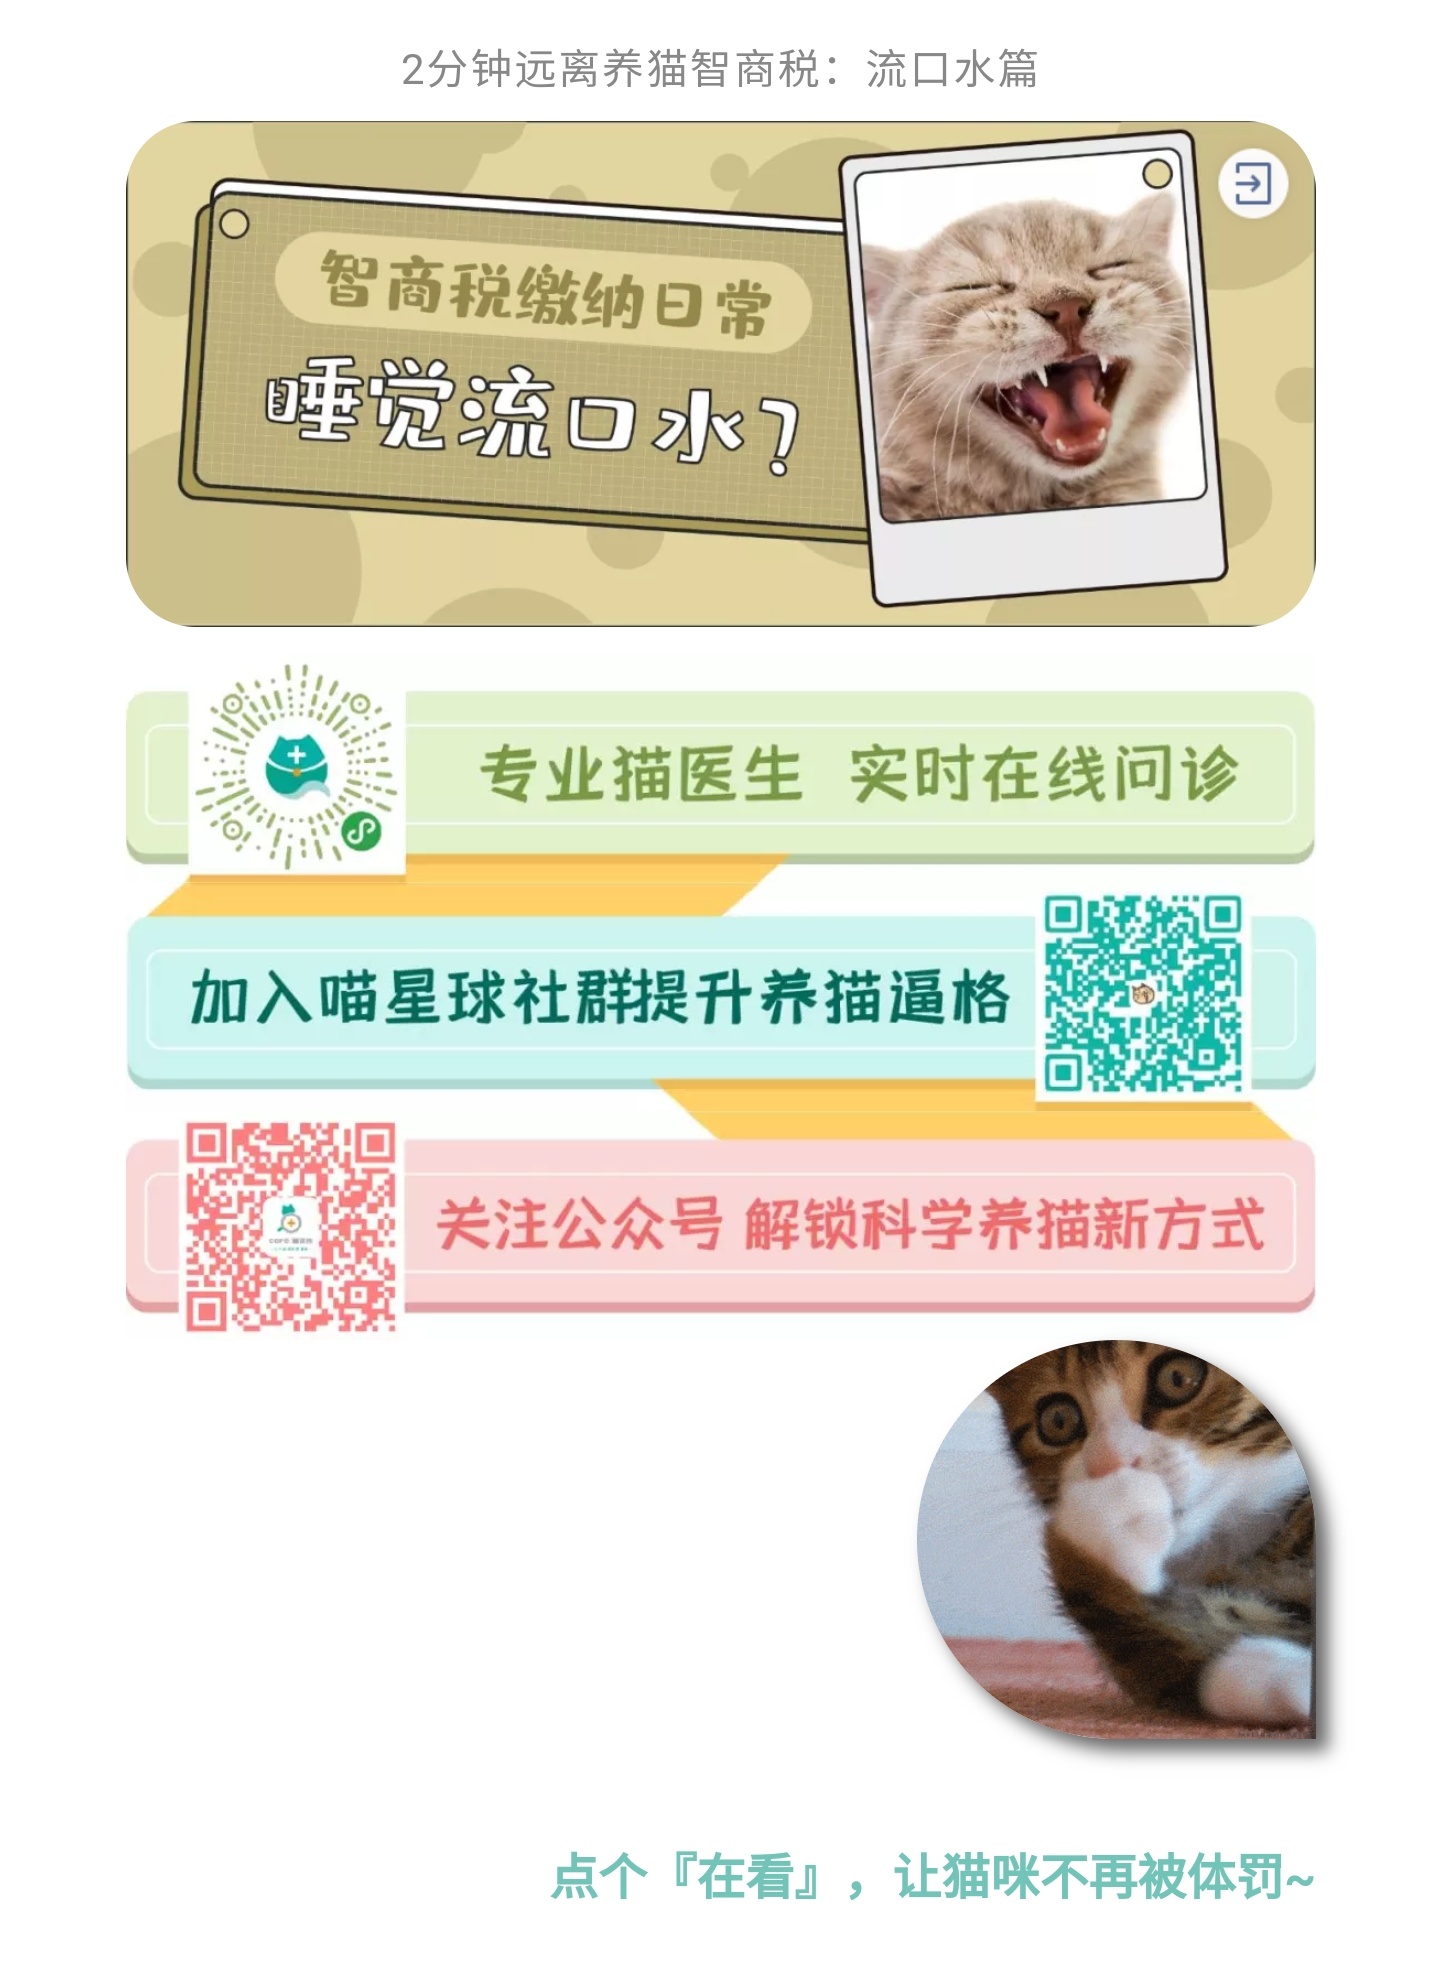 2分钟远离养猫智商税：流口水篇
智商税缴纳日常
睡觉流口水？
专业猫医生 实时在线问诊
加入喵星球社群提升养猫逼格
关注公众号 解锁科学养猫新方式
点个『在看』，让猫咪不再被体罚~